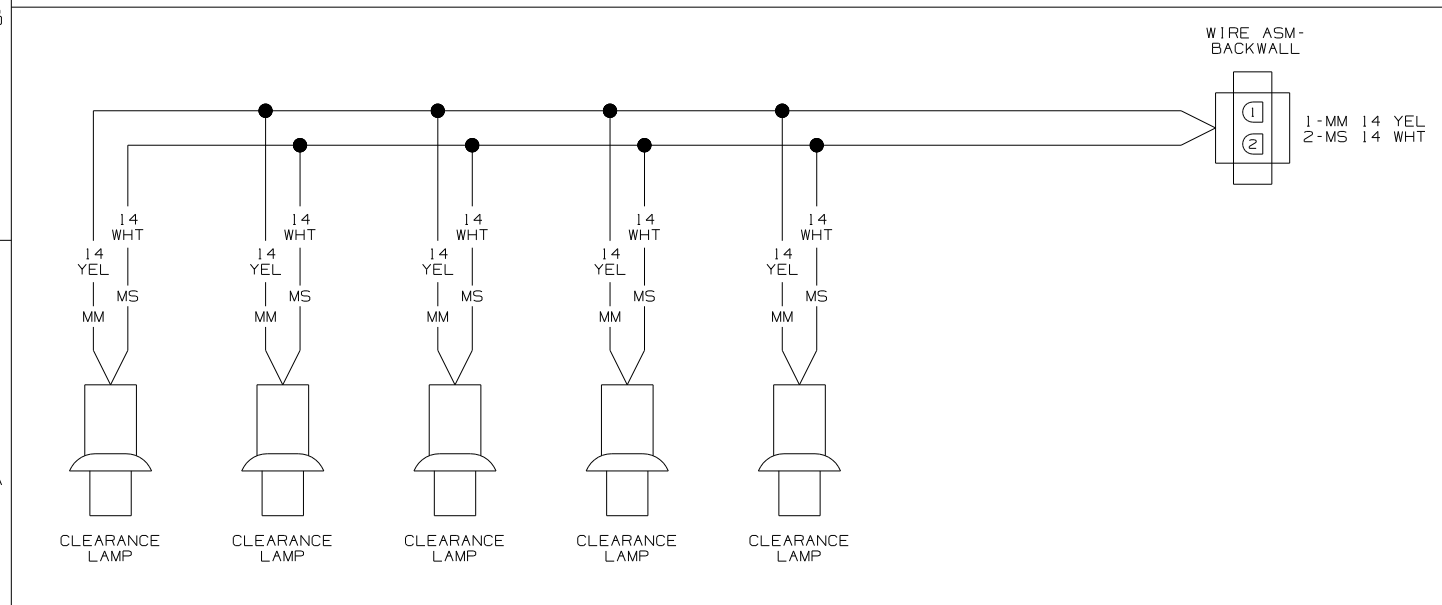 WIRE ASM-
BACKWALL
1
2
1-MM 14 YEL
2-MS 14 WHT
14
WHT
14
YEL
MS
MM
14
WHT
14
YEL
MS
MM
14
WHT
14
YEL
MS
MM
14
WHT
14
YEL
MS
MM
14
WHT
14
YEL
MS
MM
CLEARANCE
LAMP
CLEARANCE
LAMP
CLEARANCE
LAMP
CLEARANCE
LAMP
CLEARANCE
LAMP